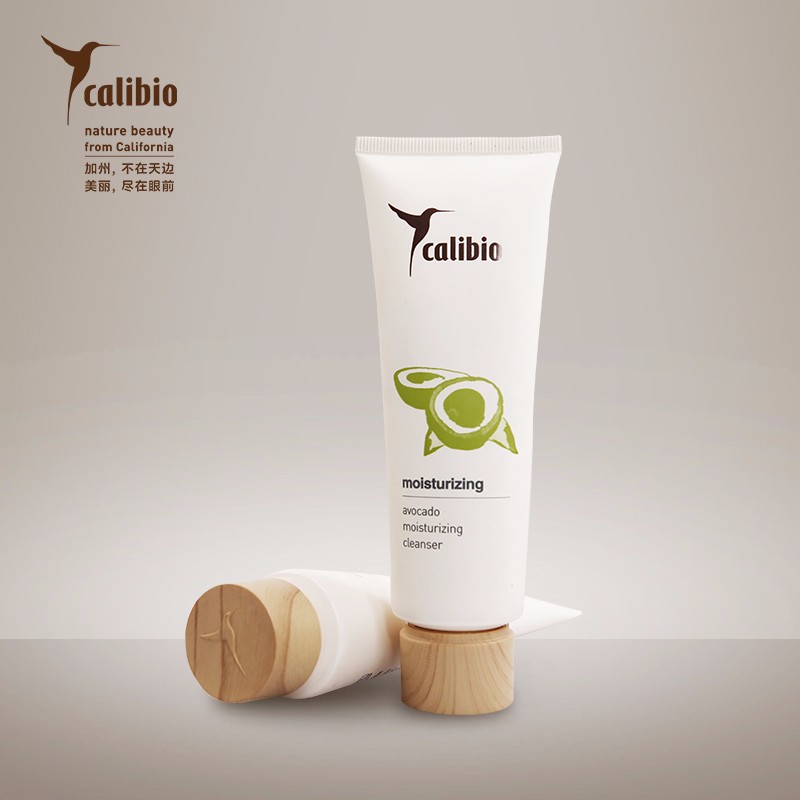 calibio
nature beauty
from California
加州，不在天边
美丽，尽在眼前
calibio
moisturizing
avocado
moisturizing
cleanser